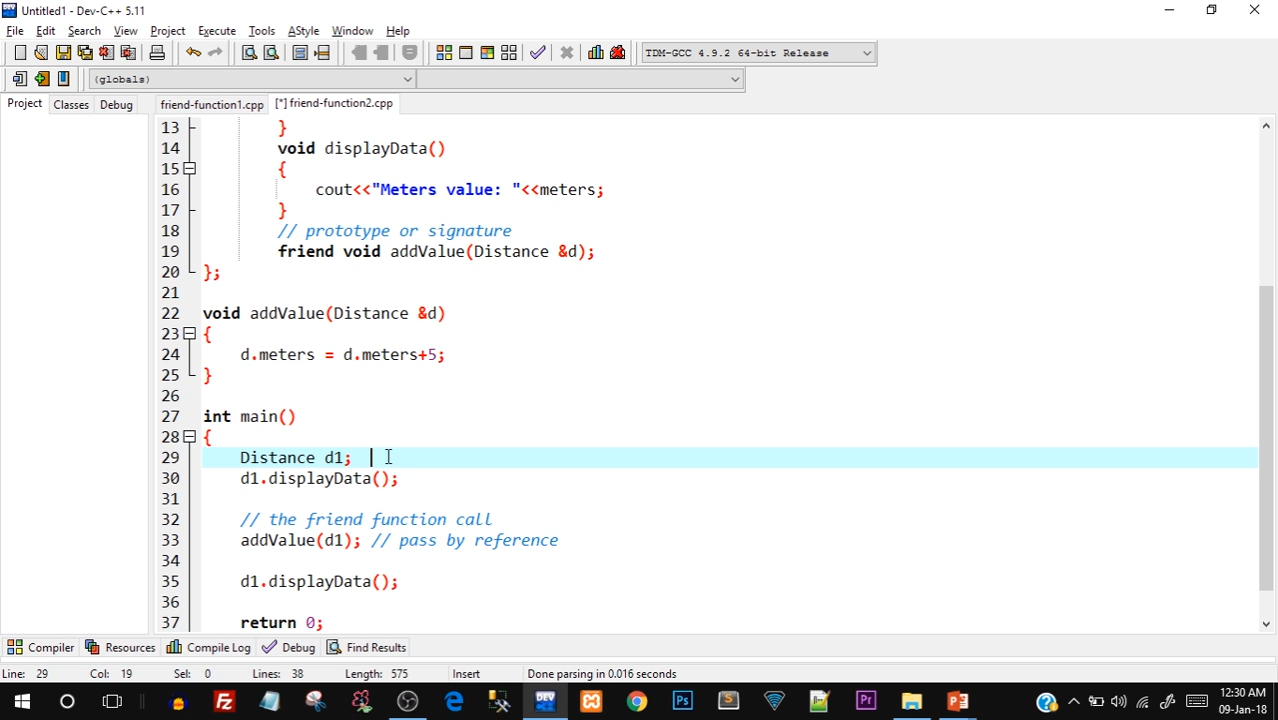 Untitled1 - Dev-C++ 5.11
File Edit Search View Project Execute Tools AStyle Window Help
TDM-GCC 4.9.2 64-bit Release
(globals)
Project Classes Debug friend-function1.cpp [*] friend-function2.cpp
13 }
14 void displayData()
15 {
16 cout<<"Meters value: "<<meters;
17 }
18 // prototype or signature
19 friend void addValue(Distance &d);
20 };
21
22 void addValue(Distance &d)
23 {
24 d.meters = d.meters+5;
25 }
26
27 int main()
28 {
29 Distance d1;
30 d1.displayData();
31
32 // the friend function call
33 addValue(d1); // pass by reference
34
35 d1.displayData();
36
37 return 0;
Compiler Resources Compile Log Debug Find Results
Line: 29 Col: 19 Sel: 0 Lines: 38 Length: 575 Insert Done parsing in 0.016 seconds
12:30 AM
09-Jan-18